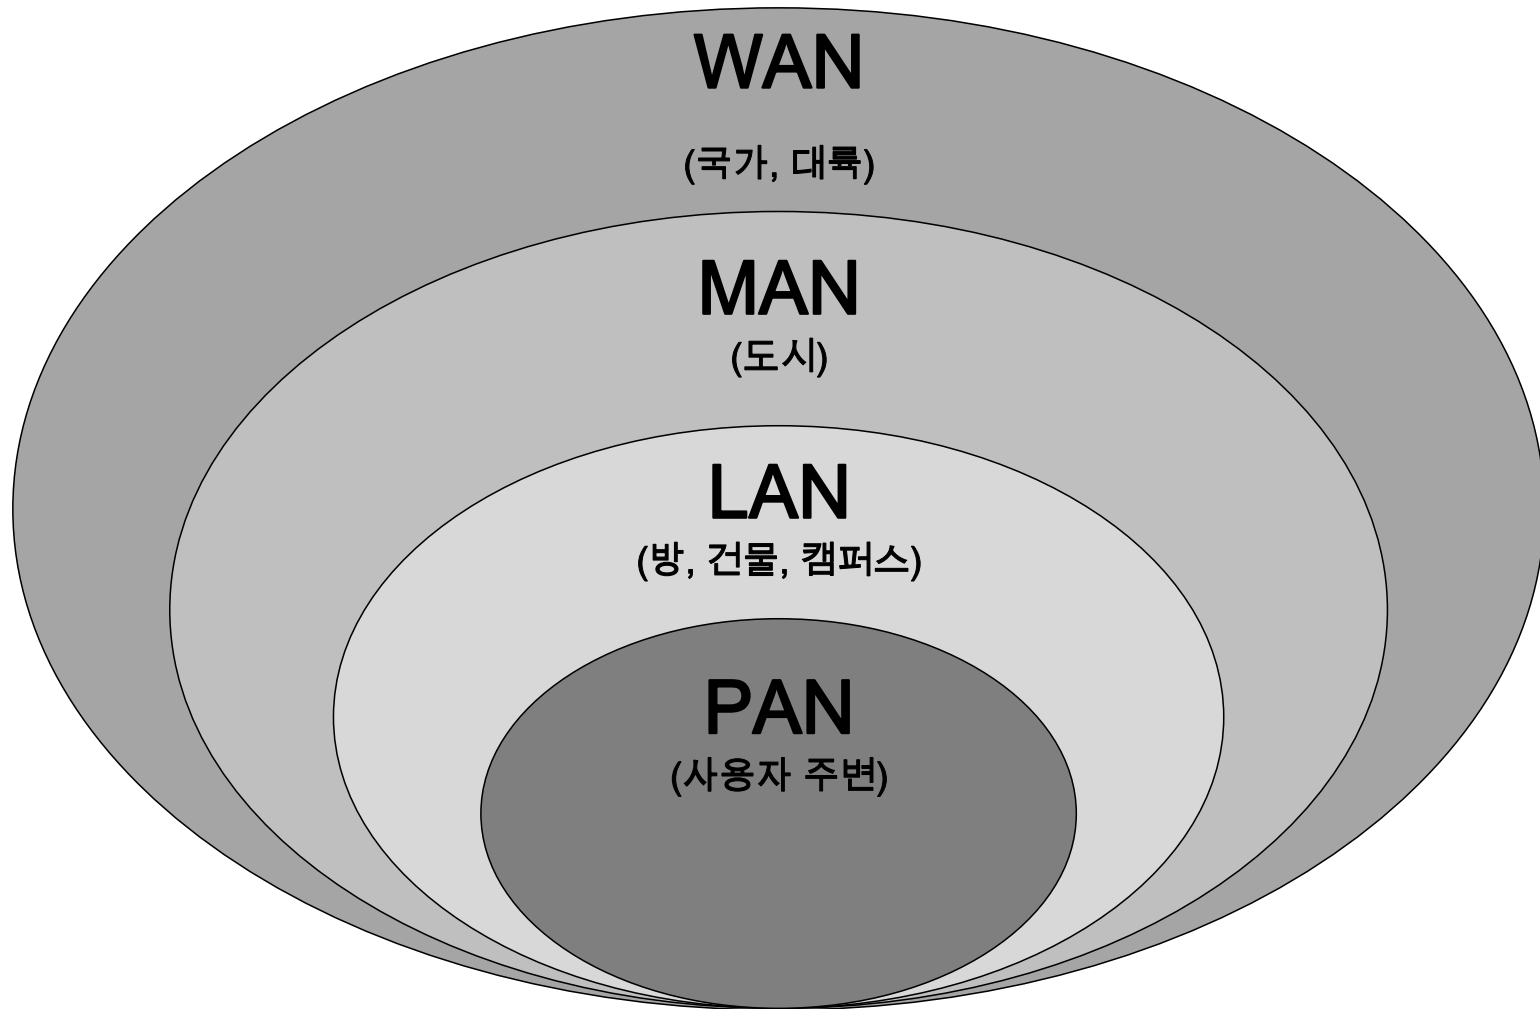 WAN
(국가, 대륙)
MAN
(도시)
LAN
(방, 건물, 캠퍼스)
PAN
(사용자 주변)